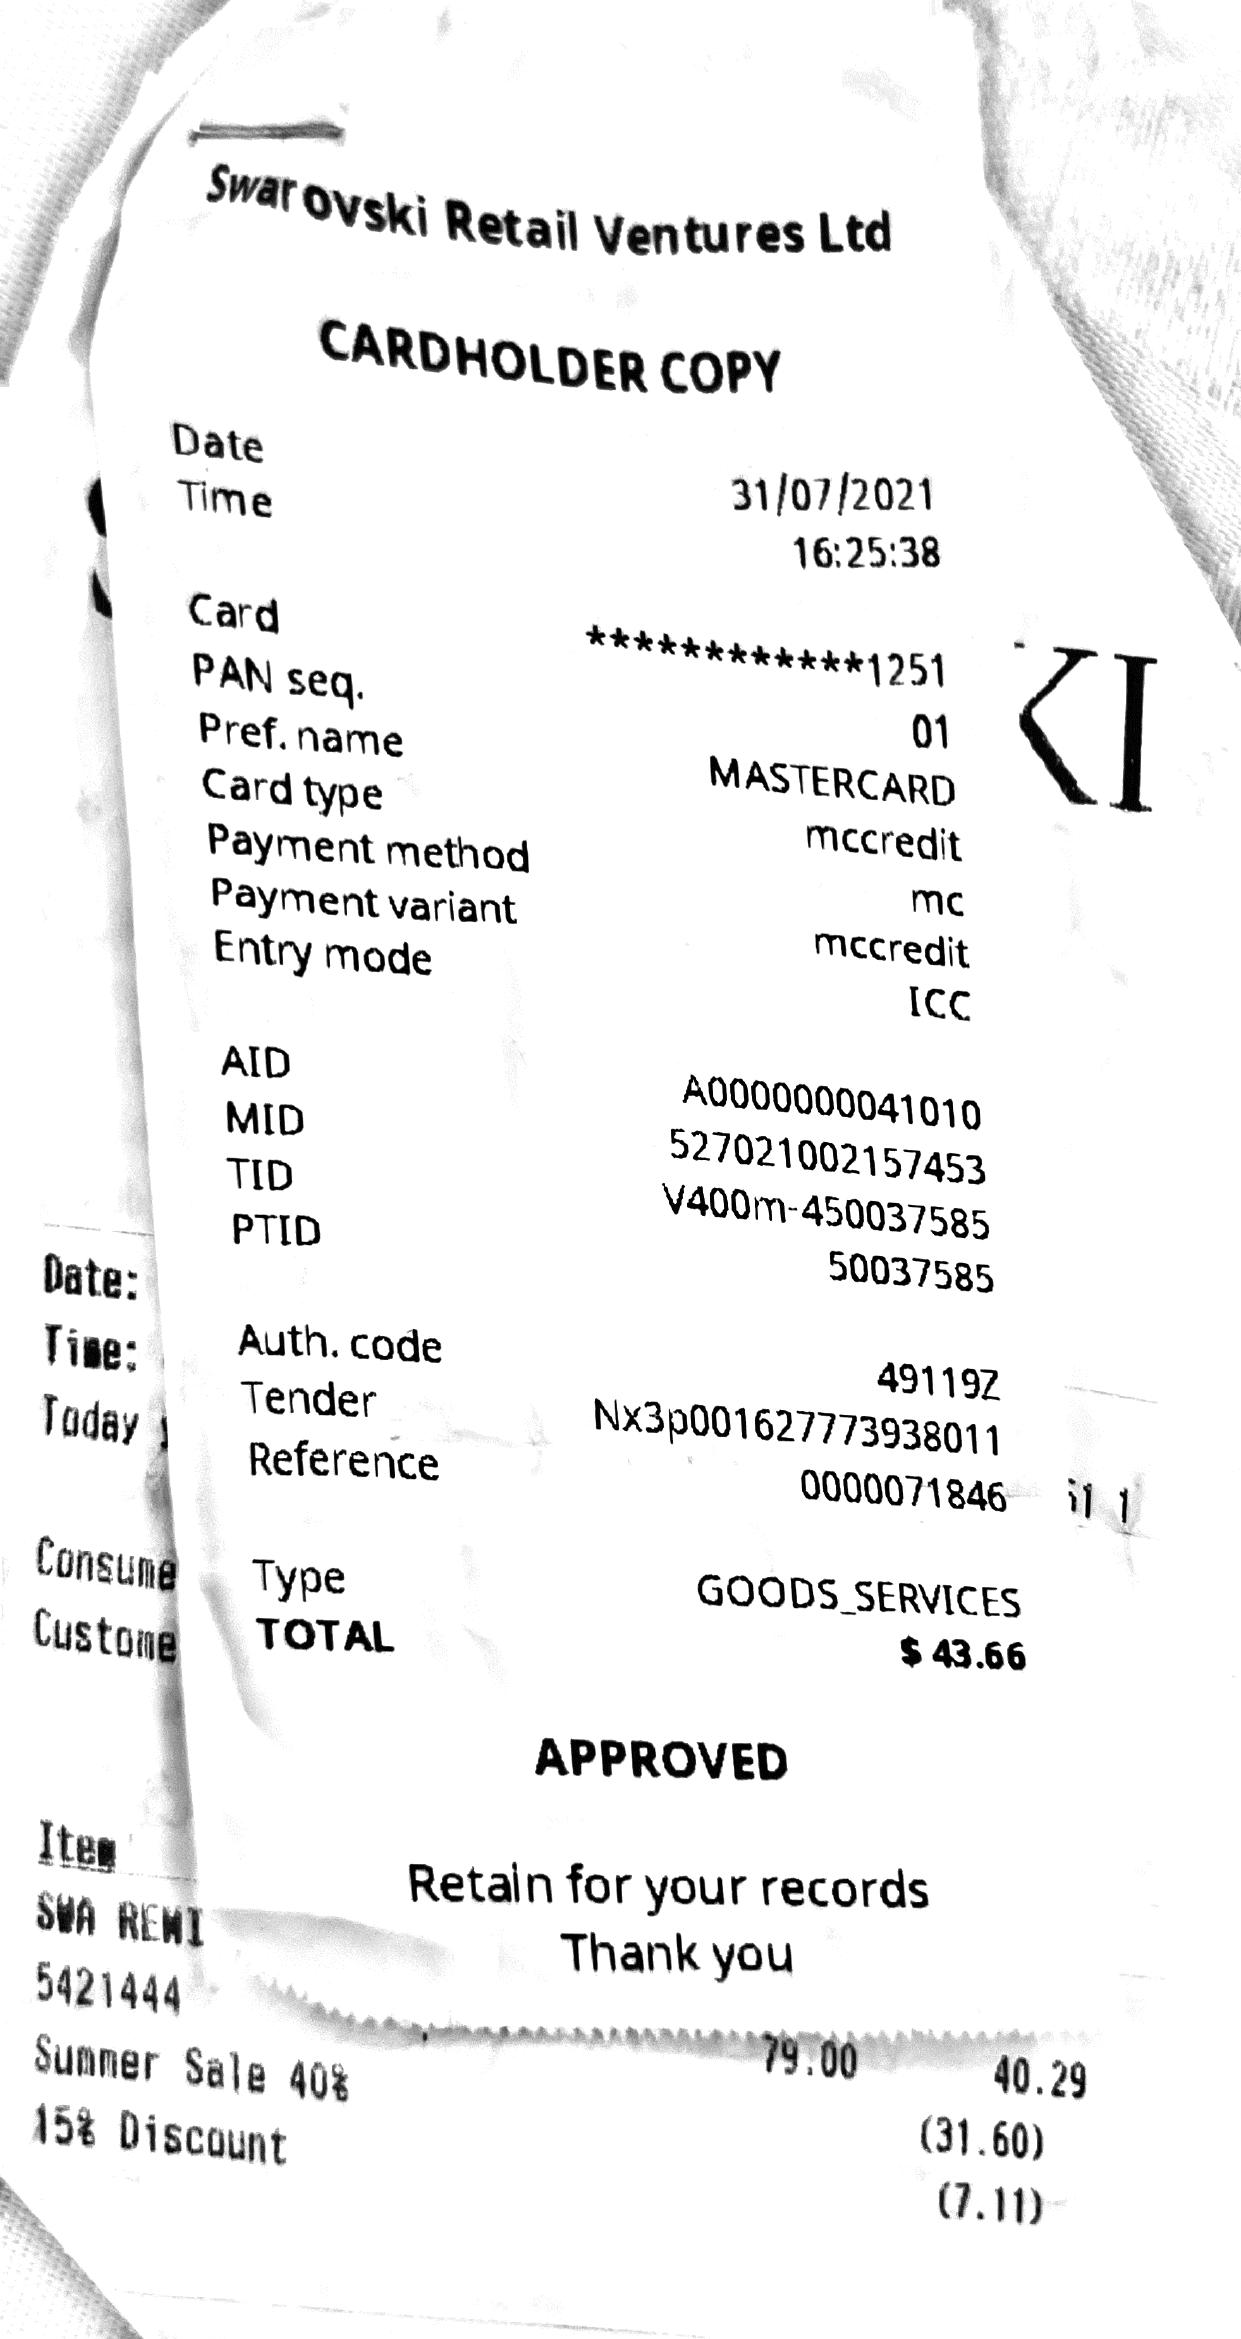 Swarovski Retail Ventures Ltd
CARDHOLDER COPY
Date 31/07/2021
Time 16:25:38
Card ************1251
PAN seq. 01
Pref. name MASTERCARD
Card type mccredit
Payment method mc
Payment variant mccredit
Entry mode ICC
AID A0000000041010
MID 527021002157453
TID V400m-450037585
PTID 50037585
Auth. code 49119Z
Tender Nx3p001627773938011
Reference 0000071846
Type GOODS_SERVICES
TOTAL $ 43.66
APPROVED
Retain for your records
Thank you
KI
Date:
Time:
Today
il 1
Consume
Custome
Item
SWA REMI
5421444 79.00 40.29
Summer Sale 40% (31.60)
15% Discount (7.11)